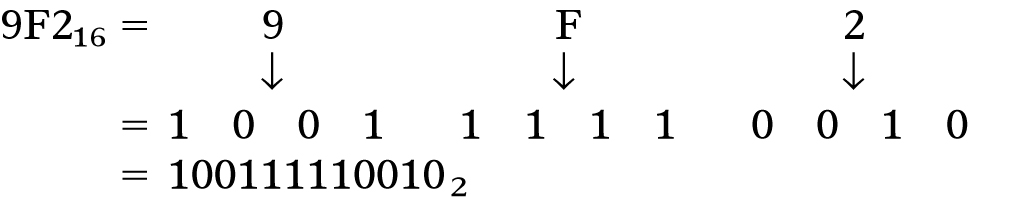 9F2₁₆ = 9 F 2
↓ ↓ ↓
= 1 0 0 1 1 1 1 1 0 0 1 0
= 100111110010₂